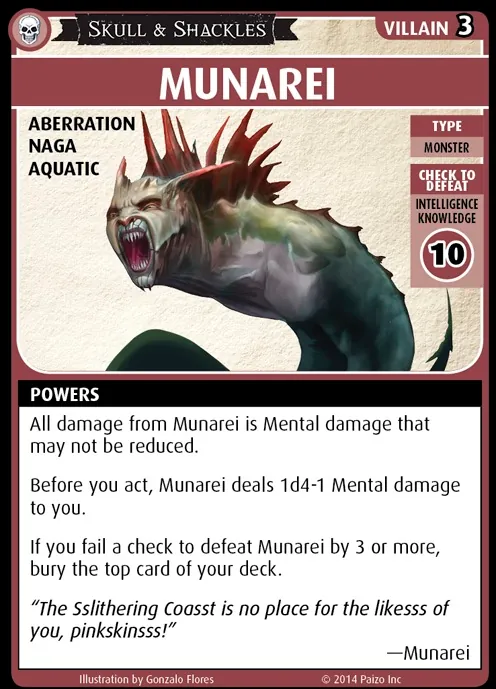 SKULL & SHACKLES
VILLAIN 3
MUNAREI
ABERRATION
NAGA
AQUATIC
TYPE
MONSTER
CHECK TO
DEFEAT
INTELLIGENCE
KNOWLEDGE
10
POWERS
All damage from Munarei is Mental damage that
may not be reduced.
Before you act, Munarei deals 1d4-1 Mental damage
to you.
If you fail a check to defeat Munarei by 3 or more,
bury the top card of your deck.
“The Sslithering Coasst is no place for the likesss of
you, pinkskinsss!”
—Munarei
Illustration by Gonzalo Flores
© 2014 Paizo Inc